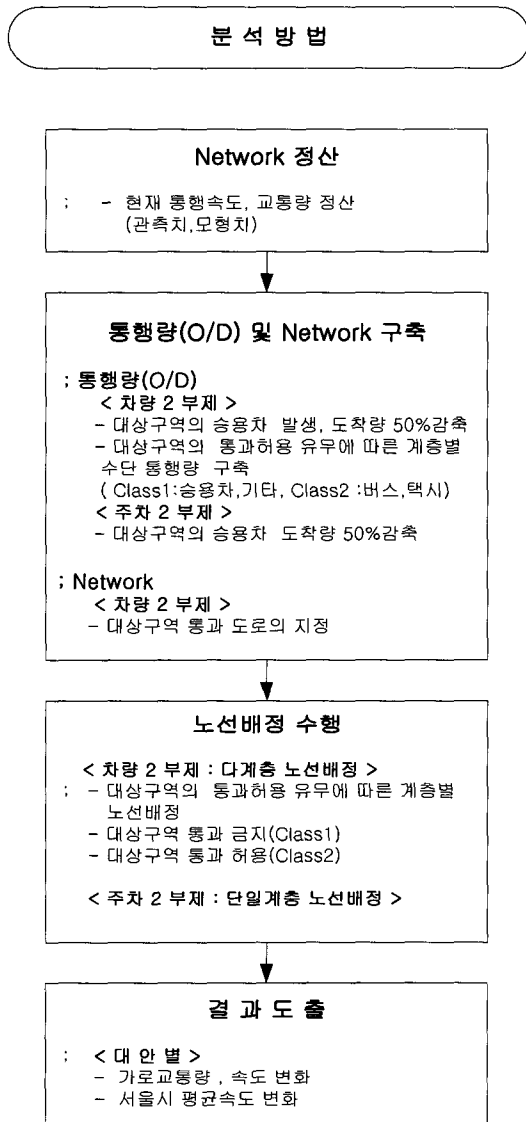 분 석 방 법
Network 정산
; - 현재 통행속도, 교통량 정산
(관측치,모형치)
통행량(O/D) 및 Network 구축
; 통행량(O/D)
< 차량 2 부제 >
- 대상구역의 승용차 발생, 도착량 50%감축
- 대상구역의 통과허용 유무에 따른 계층별
수단 통행량 구축
( Class1:승용차,기타, Class2 :버스,택시)
< 주차 2 부제 >
- 대상구역의 승용차 도착량 50%감축
; Network
< 차량 2 부제 >
- 대상구역 통과 도로의 지정
노선배정 수행
< 차량 2 부제 : 다계층 노선배정 >
; - 대상구역의 통과허용 유무에 따른 계층별
노선배정
- 대상구역 통과 금지(Class1)
- 대상구역 통과 허용(Class2)
< 주차 2 부제 : 단일계층 노선배정 >
결 과 도 출
; < 대 안 별 >
- 가로교통량 , 속도 변화
- 서울시 평균속도 변화